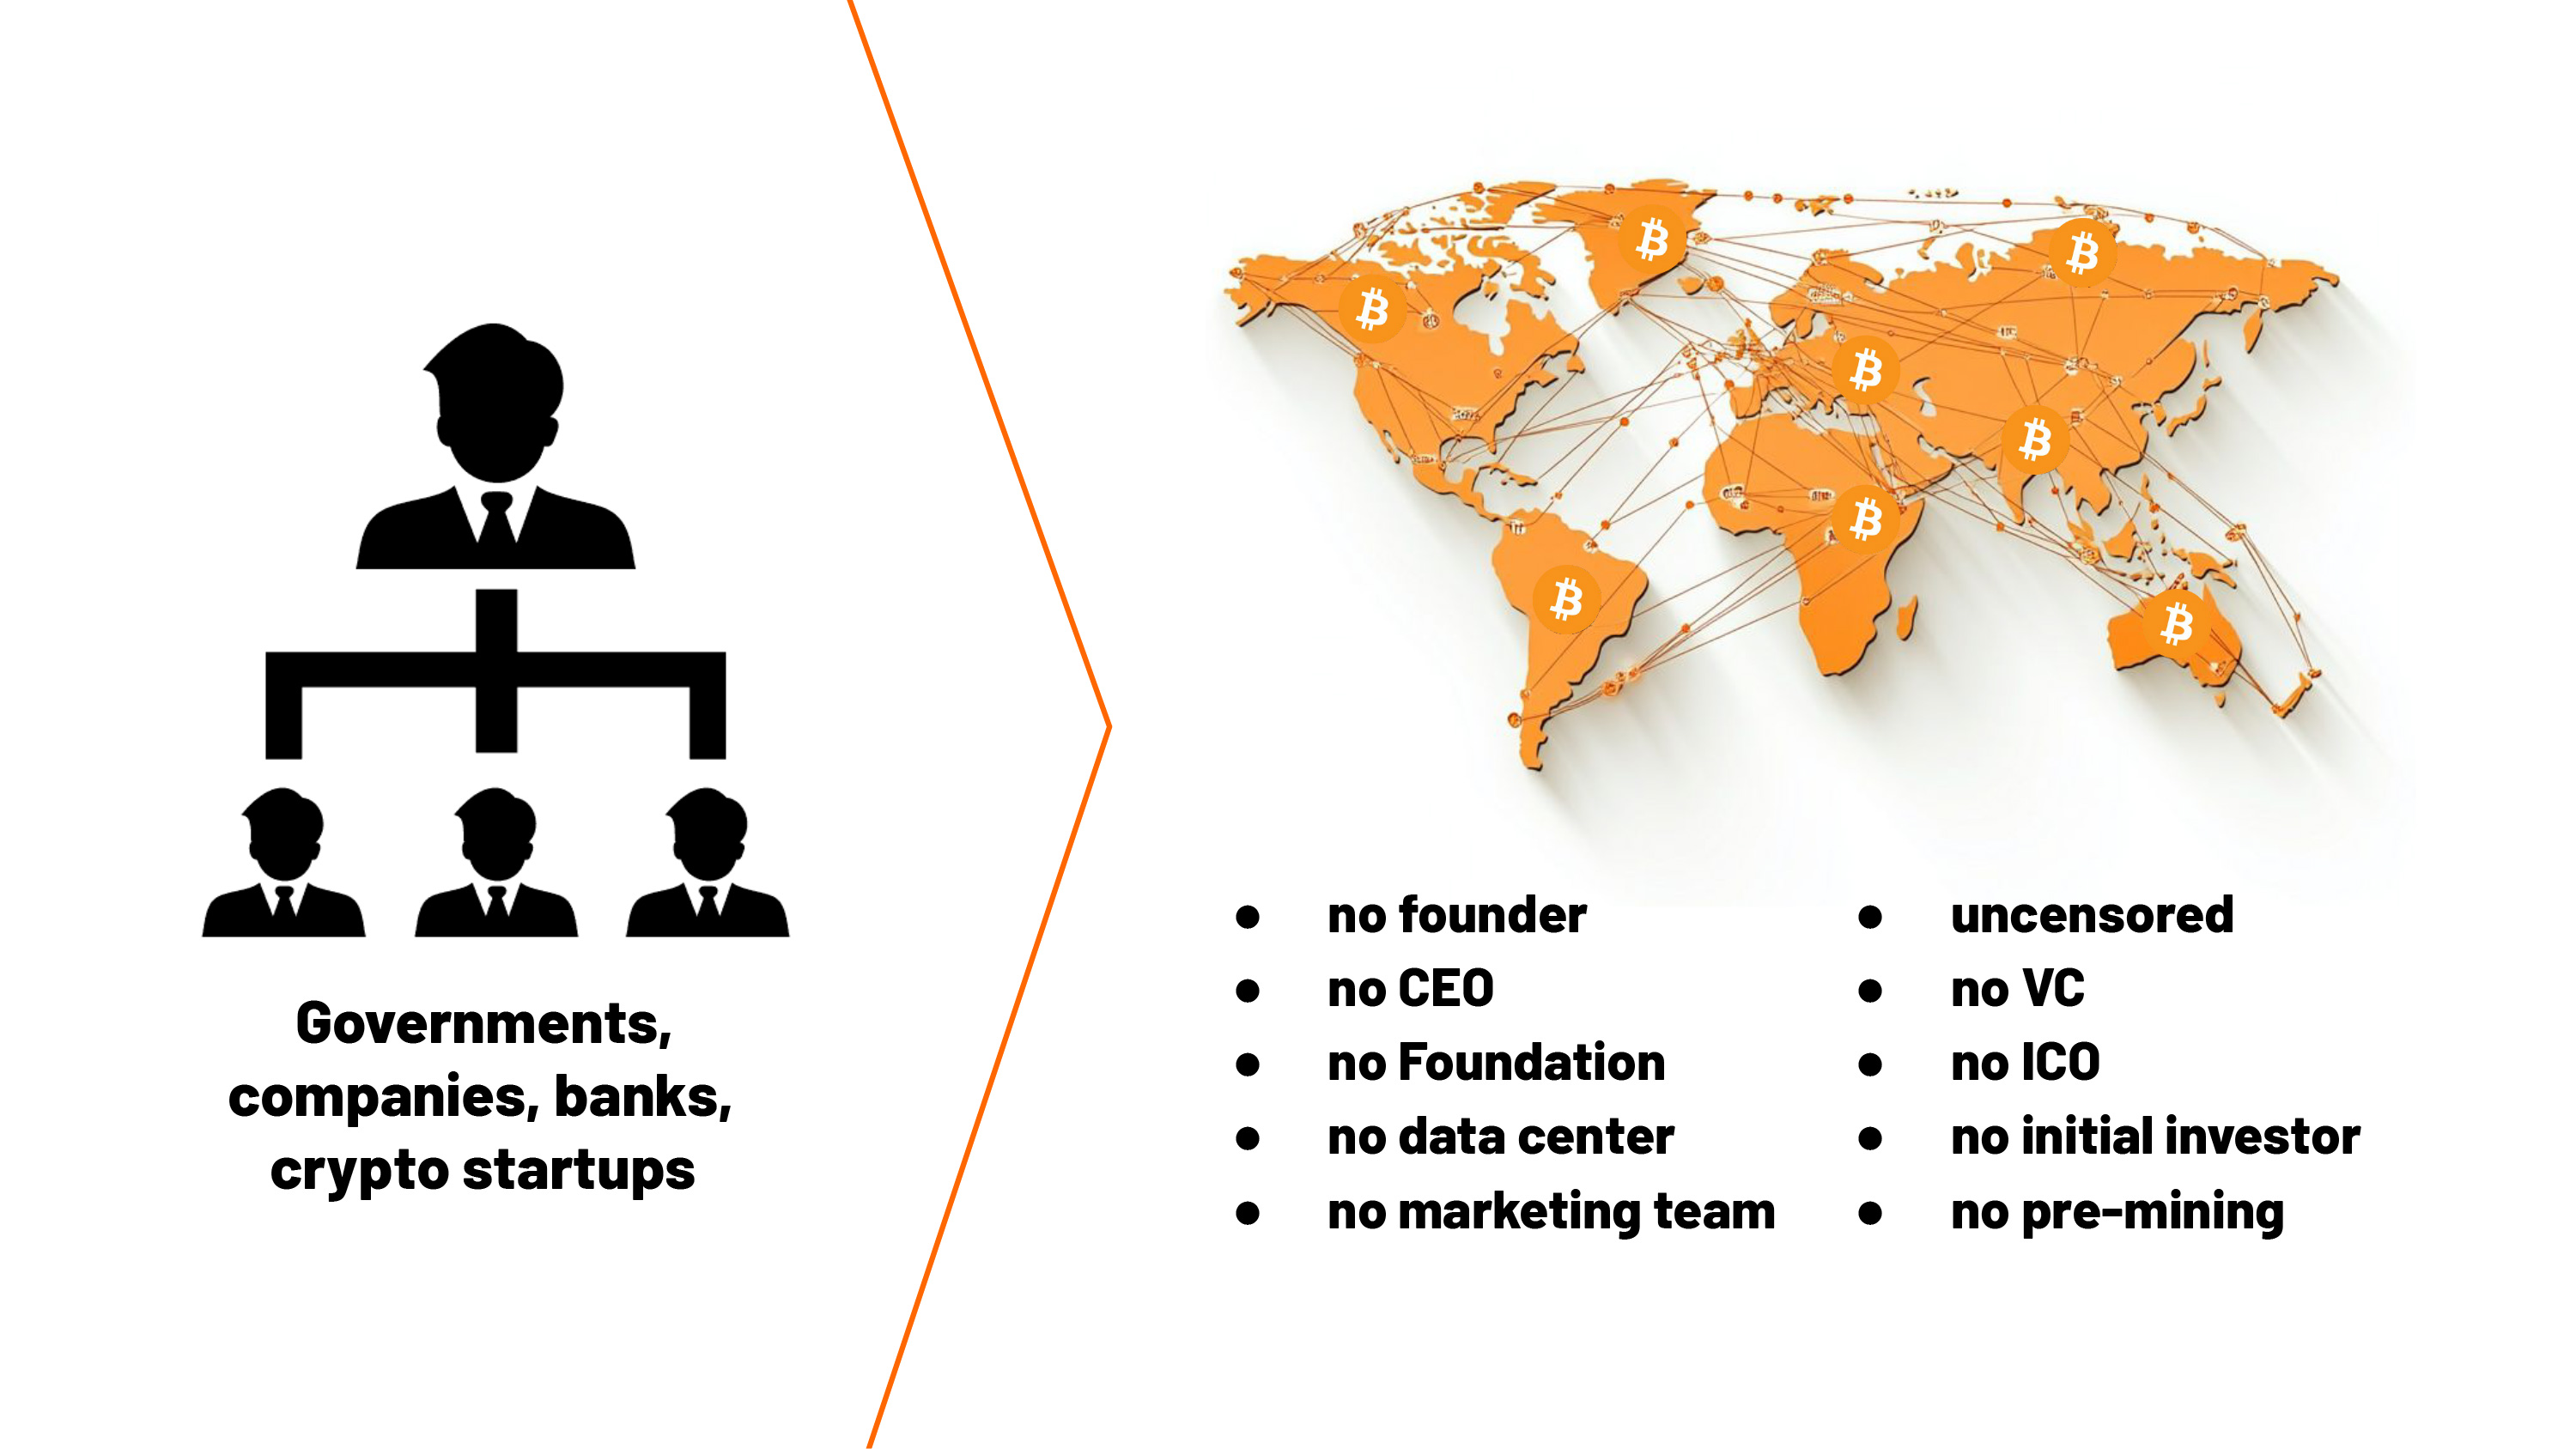 Governments,
companies, banks,
crypto startups
no founder
no CEO
no Foundation
no data center
no marketing team
uncensored
no VC
no ICO
no initial investor
no pre-mining